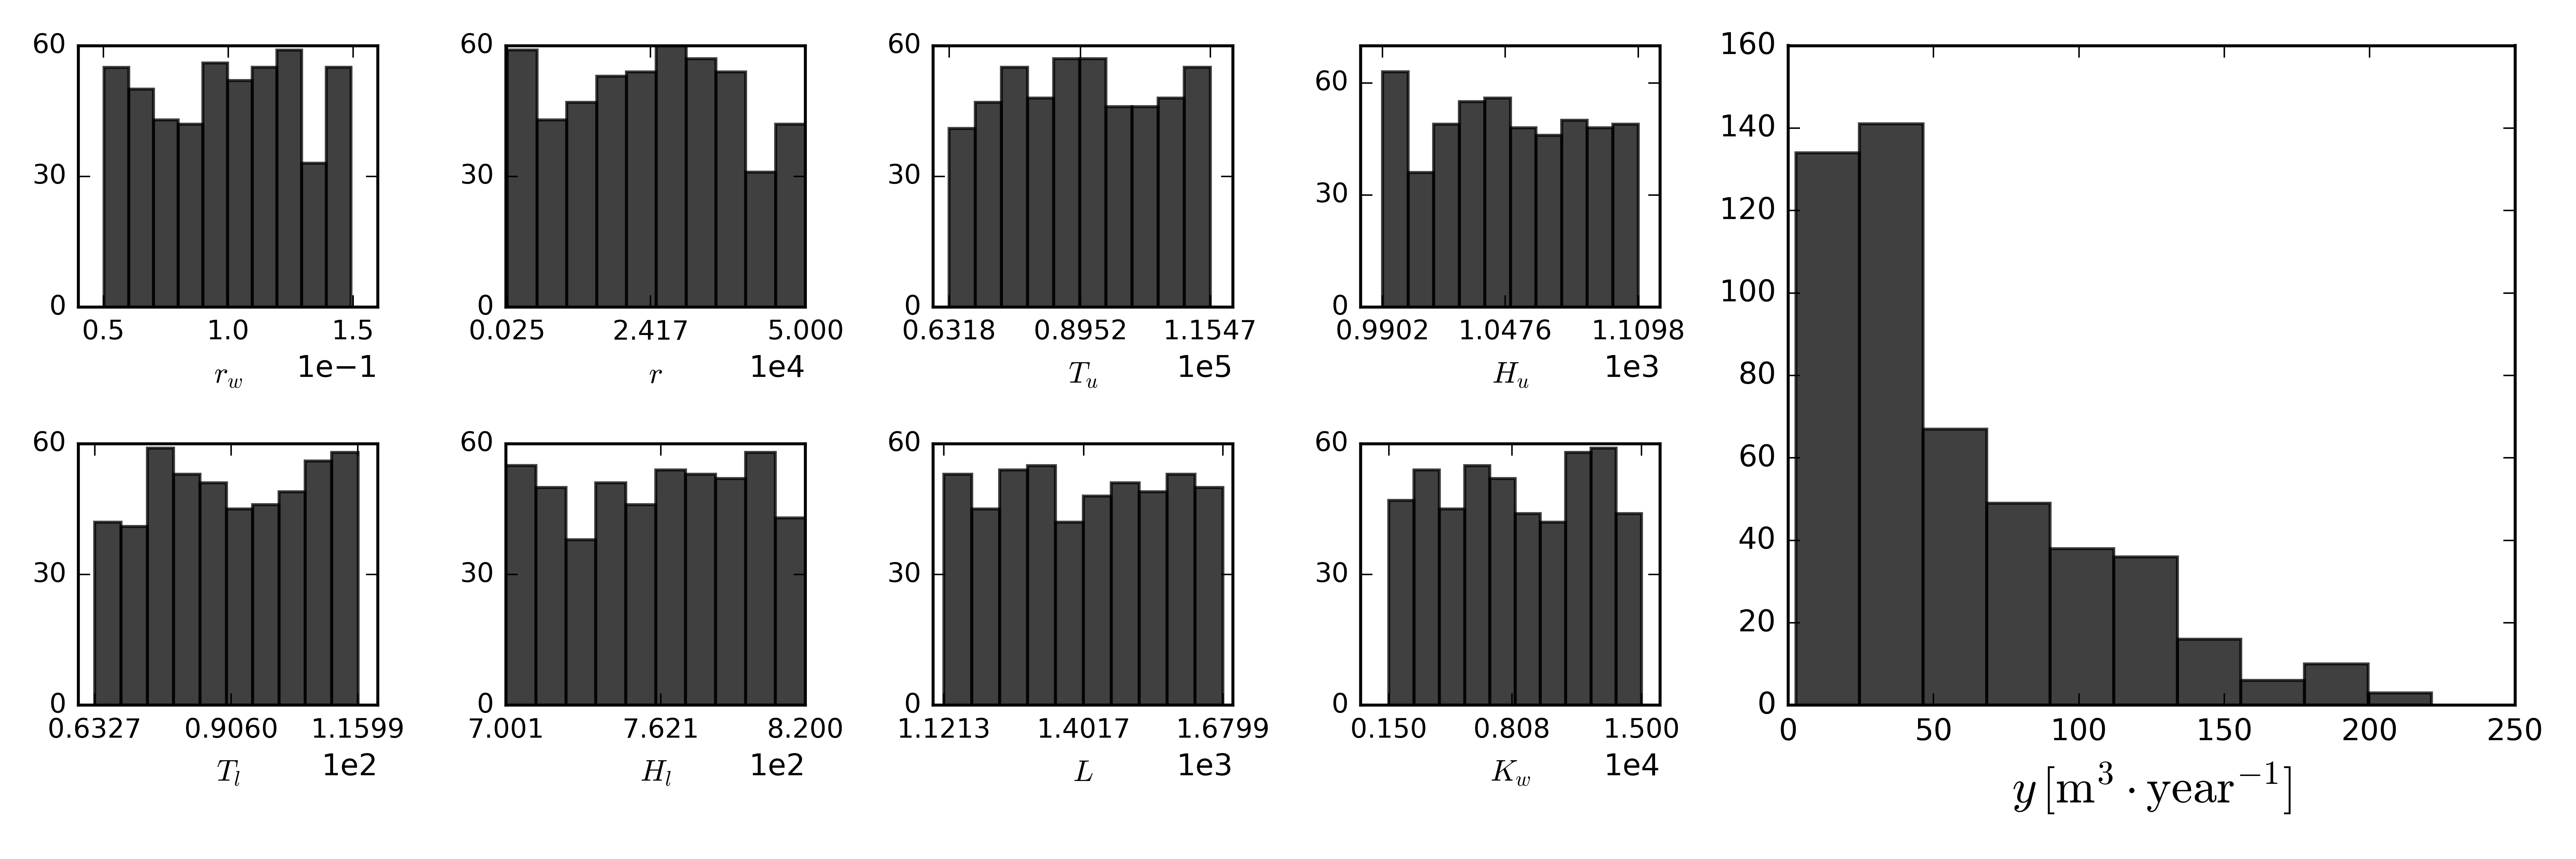 60
30
0
0.5 1.0 1.5
1e−1
r_w
60
30
0
0.025 2.417 5.000
1e4
r
60
30
0
0.6318 0.8952 1.1547
1e5
T_u
60
30
0
0.9902 1.0476 1.1098
1e3
H_u
60
30
0
0.6327 0.9060 1.1599
1e2
T_l
60
30
0
7.001 7.621 8.200
1e2
H_l
60
30
0
1.1213 1.4017 1.6799
1e3
L
60
30
0
0.150 0.808 1.500
1e4
K_w
160
140
120
100
80
60
40
20
0
0 50 100 150 200 250
y [m³ · year⁻¹]